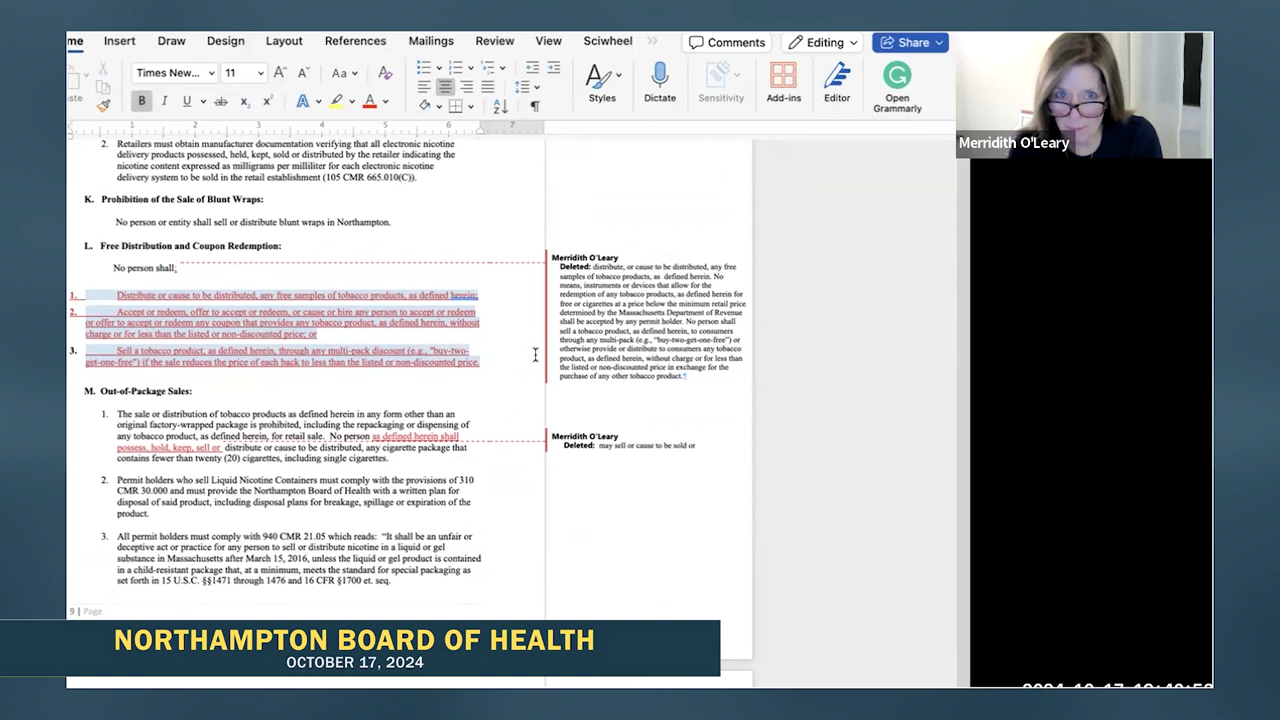 me Insert Draw Design Layout References Mailings Review View Sciwheel >> Comments Editing Share
Times New... 11 Aa
Styles Dictate Sensitivity Add-ins Editor Open Grammarly
1 2 3 4 5 6 7
2. Retailers must obtain manufacturer documentation verifying that all electronic nicotine
delivery products possessed, held, kept, sold or distributed by the retailer indicating the
nicotine content expressed as milligrams per milliliter for each electronic nicotine
delivery system to be sold in the retail establishment (105 CMR 665.010(C)).
K. Prohibition of the Sale of Blunt Wraps:
No person or entity shall sell or distribute blunt wraps in Northampton.
L. Free Distribution and Coupon Redemption:
No person shall:
1. Distribute or cause to be distributed, any free samples of tobacco products, as defined herein;
2. Accept or redeem, offer to accept or redeem, or cause or hire any person to accept or redeem
or offer to accept or redeem any coupon that provides any tobacco product, as defined herein, without
charge or for less than the listed or non-discounted price; or
3. Sell a tobacco product, as defined herein, through any multi-pack discount (e.g., "buy-two-
get-one-free") if the sale reduces the price of each back to less than the listed or non-discounted price.
M. Out-of-Package Sales:
1. The sale or distribution of tobacco products as defined herein in any form other than an
original factory-wrapped package is prohibited, including the repackaging or dispensing of
any tobacco product, as defined herein, for retail sale. No person as defined herein shall
possess, hold, keep, sell or distribute or cause to be distributed, any cigarette package that
contains fewer than twenty (20) cigarettes, including single cigarettes.
2. Permit holders who sell Liquid Nicotine Containers must comply with the provisions of 310
CMR 30.000 and must provide the Northampton Board of Health with a written plan for
disposal of said product, including disposal plans for breakage, spillage or expiration of the
product.
3. All permit holders must comply with 940 CMR 21.05 which reads: "It shall be an unfair or
deceptive act or practice for any person to sell or distribute nicotine in a liquid or gel
substance in Massachusetts after March 15, 2016, unless the liquid or gel product is contained
in a child-resistant package that, at a minimum, meets the standard for special packaging as
set forth in 15 U.S.C. §§1471 through 1476 and 16 CFR §1700 et. seq.
9 | Page
Merridith O'Leary
Deleted: distribute, or cause to be distributed, any free
samples of tobacco products, as defined herein. No
means, instruments or devices that allow for the
redemption of any tobacco products, as defined herein for
free or cigarettes at a price below the minimum retail price
determined by the Massachusetts Department of Revenue
shall be accepted by any permit holder. No person shall
sell a tobacco product, as defined herein, to consumers
through any multi-pack (e.g., "buy-two-get-one-free") or
otherwise provide or distribute to consumers any tobacco
product, as defined herein, without charge or for less than
the listed or non-discounted price in exchange for the
purchase of any other tobacco product.¶
Merridith O'Leary
Deleted: may sell or cause to be sold or
Merridith O'Leary
NORTHAMPTON BOARD OF HEALTH
OCTOBER 17, 2024